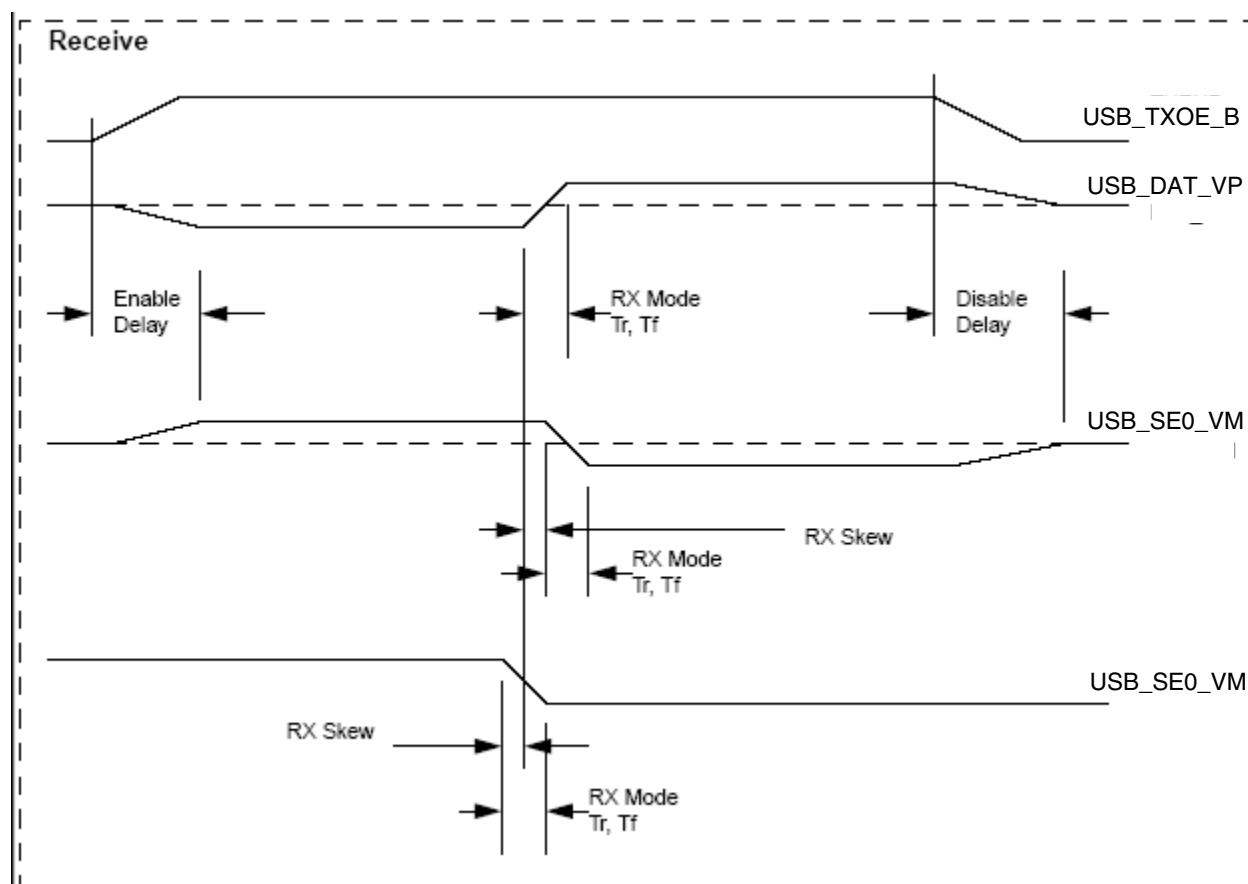 Receive
USB_TXOE_B
USB_DAT_VP
Enable
Delay
RX Mode
Tr, Tf
Disable
Delay
USB_SE0_VM
RX Skew
RX Mode
Tr, Tf
USB_SE0_VM
RX Skew
RX Mode
Tr, Tf